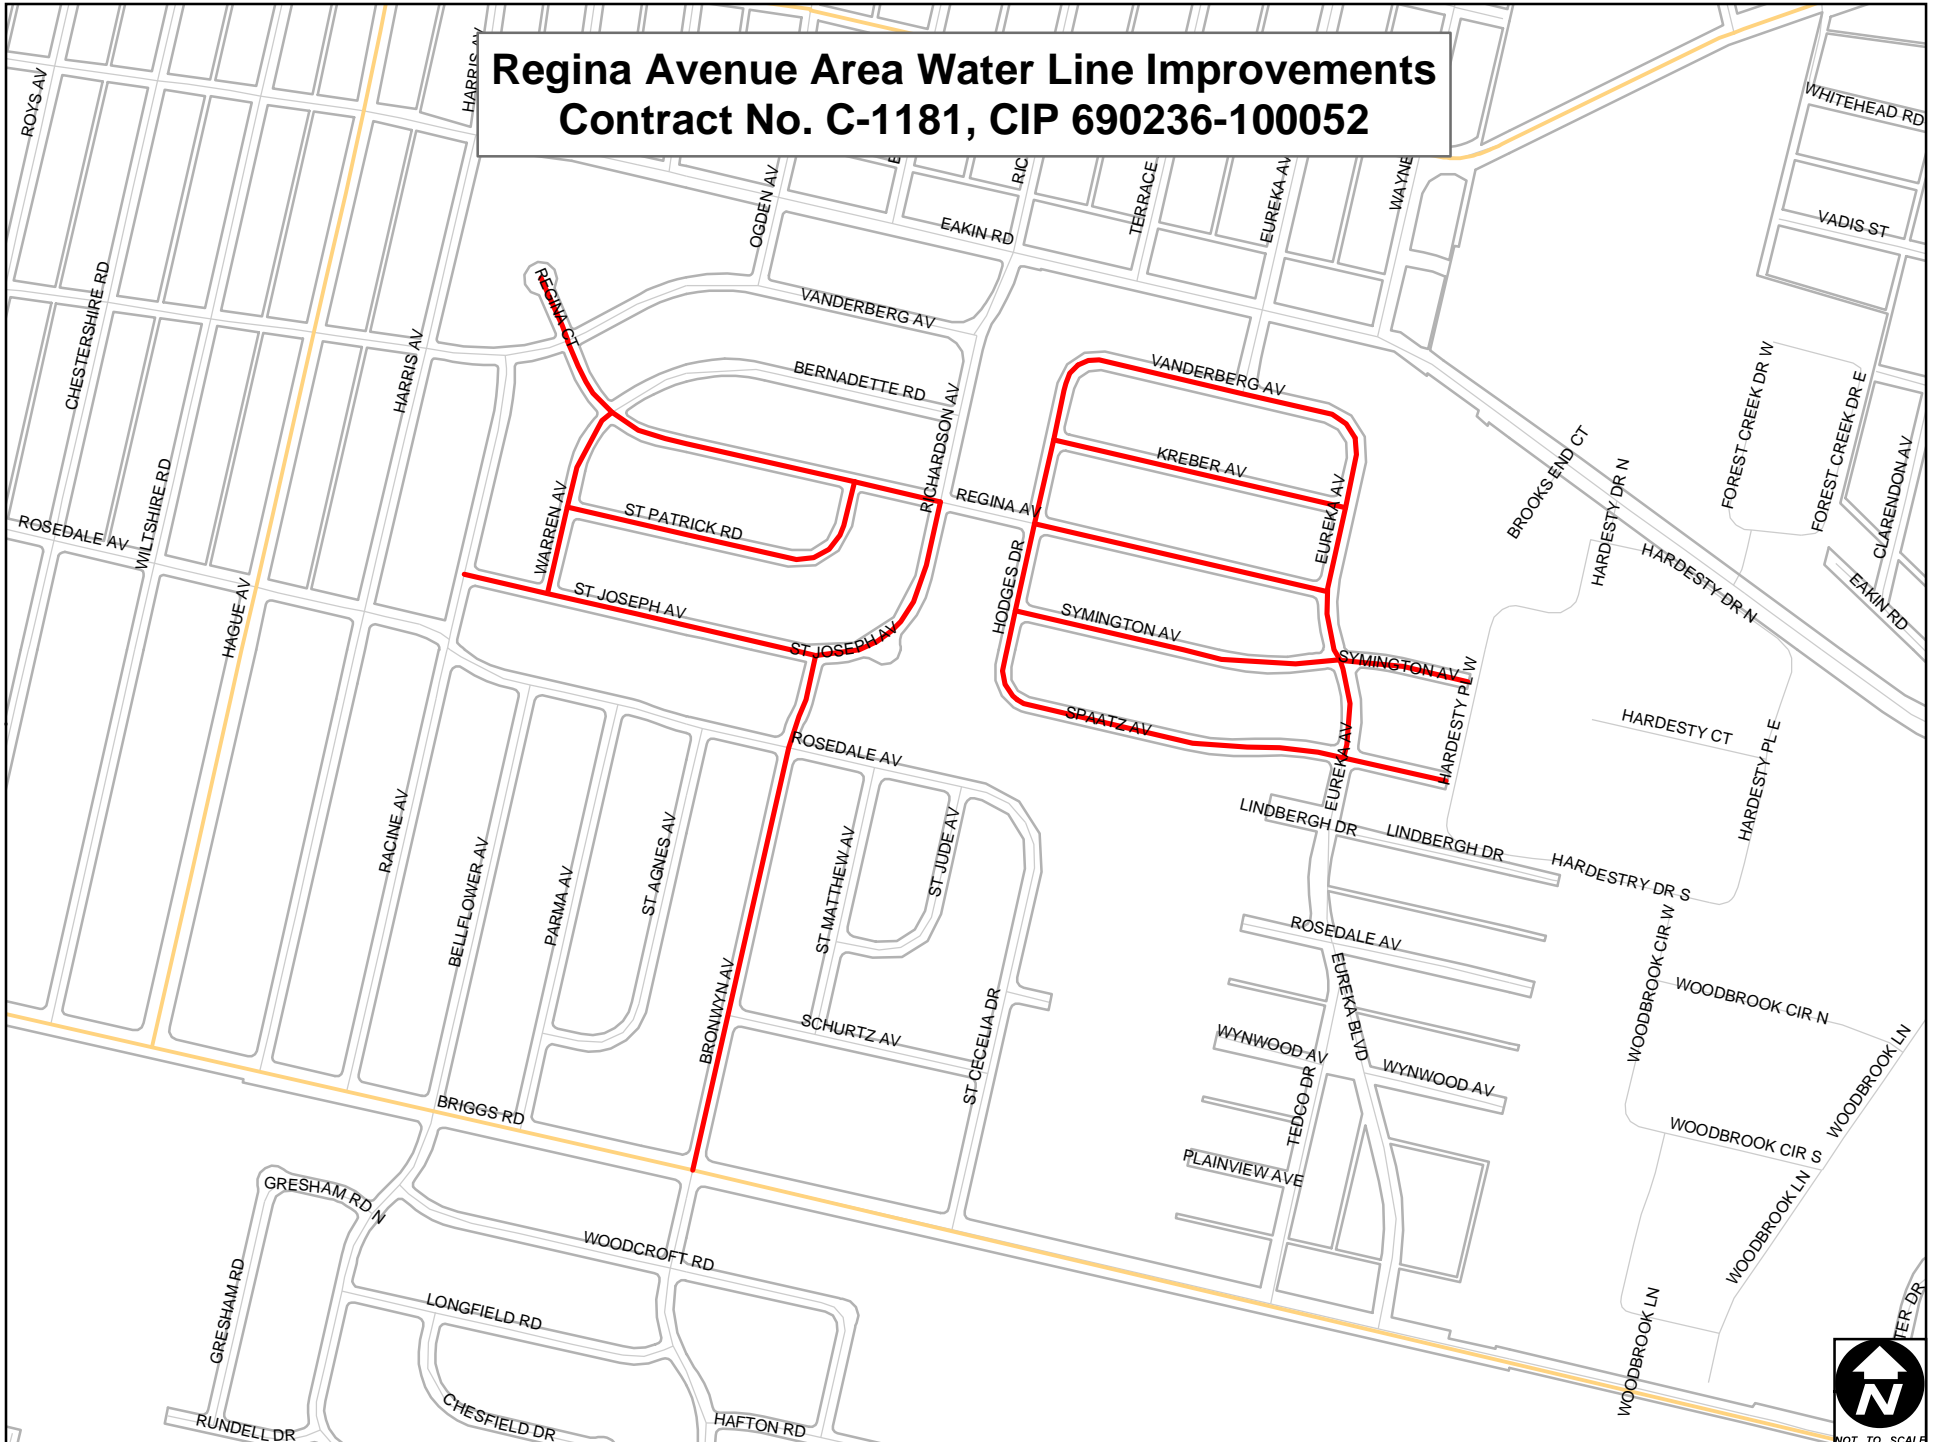 Regina Avenue Area Water Line Improvements
Contract No. C-1181, CIP 690236-100052
ROYS AV
HARRIS AV
WHITEHEAD RD
OGDEN AV
RIC
TERRACE
EUREKA AV
WAYNE
EAKIN RD
VADIS ST
CHESTERSHIRE RD
REGINA CT
VANDERBERG AV
HARRIS AV
BERNADETTE RD
RICHARDSON AV
VANDERBERG AV
FOREST CREEK DR W
FOREST CREEK DR E
CLARENDON AV
BROOKS END CT
HARDESTY DR N
KREBER AV
WILTSHIRE RD
ROSEDALE AV
WARREN AV
ST PATRICK RD
REGINA AV
EUREKA AV
HARDESTY DR N
EAKIN RD
HAGUE AV
ST JOSEPH AV
HODGES DR
SYMINGTON AV
ST JOSEPH AV
SYMINGTON AV
HARDESTY PL W
SPAATZ AV
HARDESTY CT
HARDESTY PL E
ROSEDALE AV
EUREKA AV
RACINE AV
BELLFLOWER AV
PARMA AV
ST AGNES AV
ST MATTHEW AV
ST JUDE AV
LINDBERGH DR
LINDBERGH DR
HARDESTRY DR S
ROSEDALE AV
WOODBROOK CIR W
BRONWYN AV
SCHURTZ AV
ST CECELIA DR
EUREKA BLVD
WOODBROOK CIR N
WYNWOOD AV
WYNWOOD AV
WOODBROOK LN
TEDCO DR
BRIGGS RD
WOODBROOK CIR S
PLAINVIEW AVE
GRESHAM RD N
WOODBROOK LN
WOODCROFT RD
GRESHAM RD
LONGFIELD RD
WOODBROOK LN
TER DR
CHESFIELD DR
HAFTON RD
RUNDELL DR
N
NOT TO SCALE